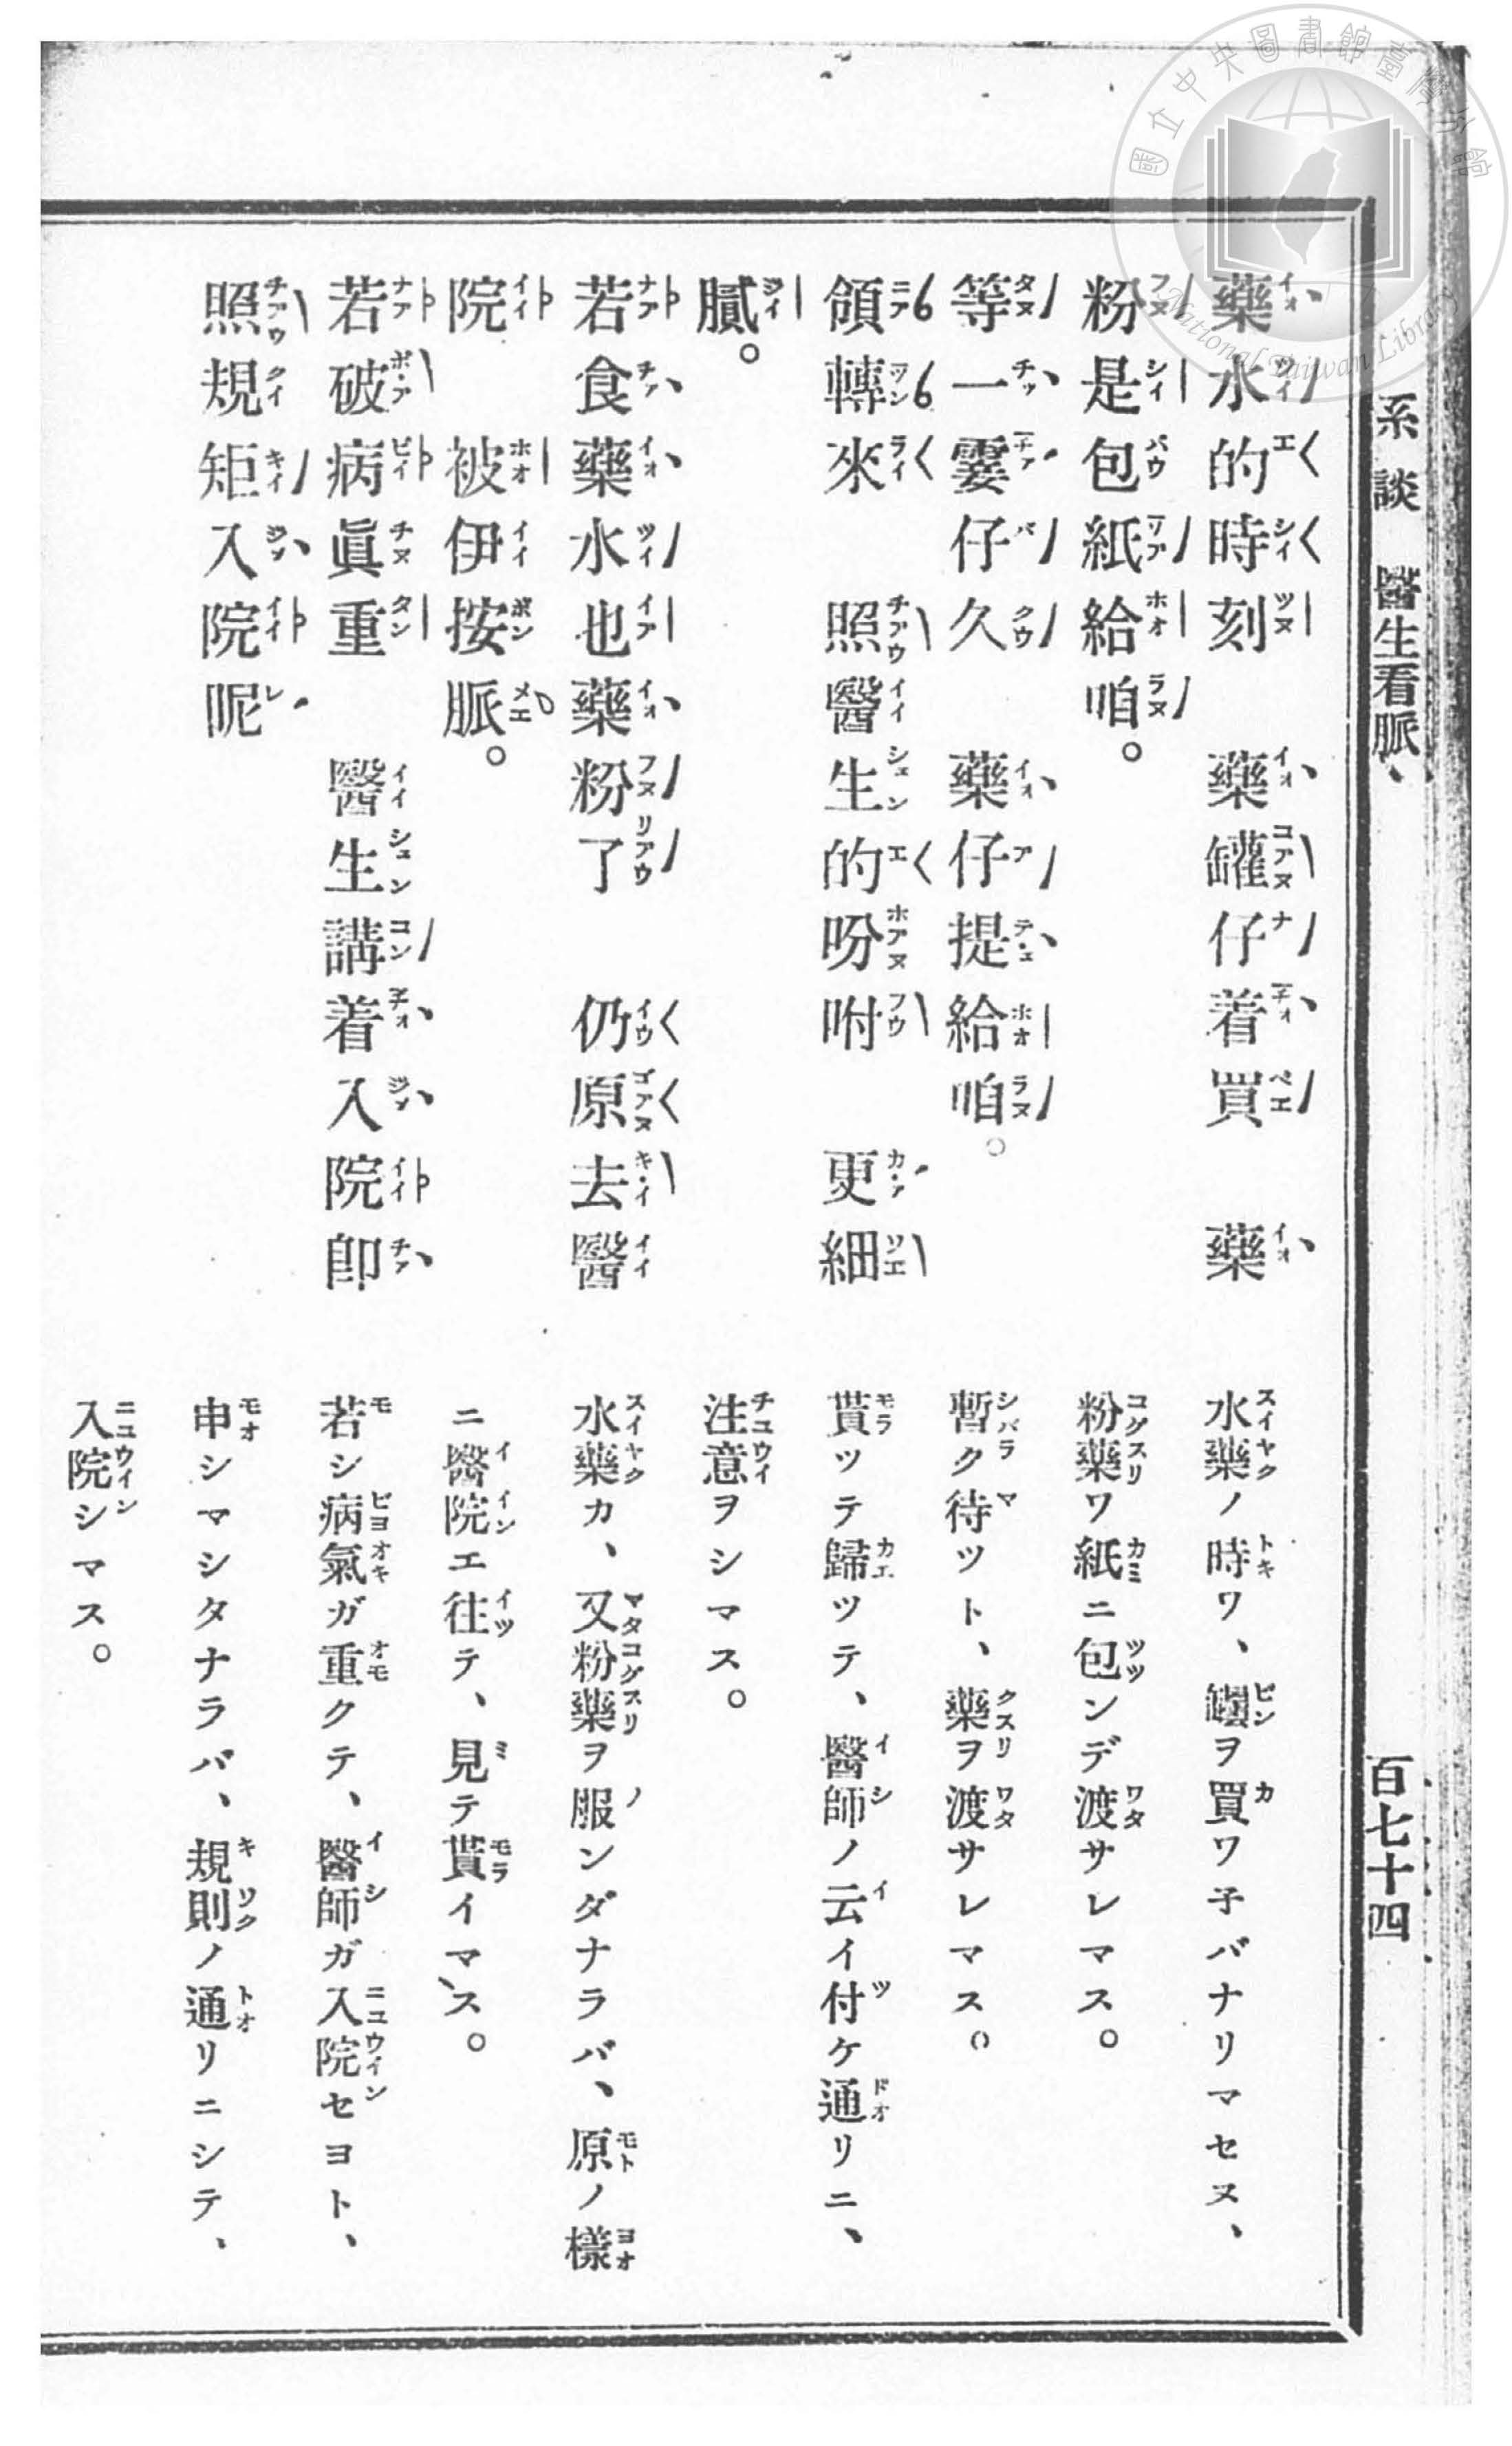 國立中央圖書館臺灣分館
National Taiwan Library
系談 醫生看脈、
百七十四
藥水的時刻 藥罐仔着買 藥
粉是包紙給咱。
等一霎仔久 藥仔提給咱。
領轉來 照醫生的吩咐 更細
膩。
若食藥水也藥粉了 仍原去醫
院 被伊按脈。
若破病眞重 醫生講着入院卽
照規矩入院呢
水藥ノ時ワ、罎ヲ買ワ子バナリマセヌ、
粉藥ワ紙ニ包ンデ渡サレマス。
暫ク待ツト、藥ヲ渡サレマス。
貰ツテ歸ツテ、醫師ノ云イ付ケ通リニ、
注意ヲシマス。
水藥カ、又粉藥ヲ服ンダナラバ、原ノ樣
ニ醫院エ往テ、見テ貰イマス。
若シ病氣ガ重クテ、醫師ガ入院セヨト、
申シマシタナラバ、規則ノ通リニシテ、
入院シマス。